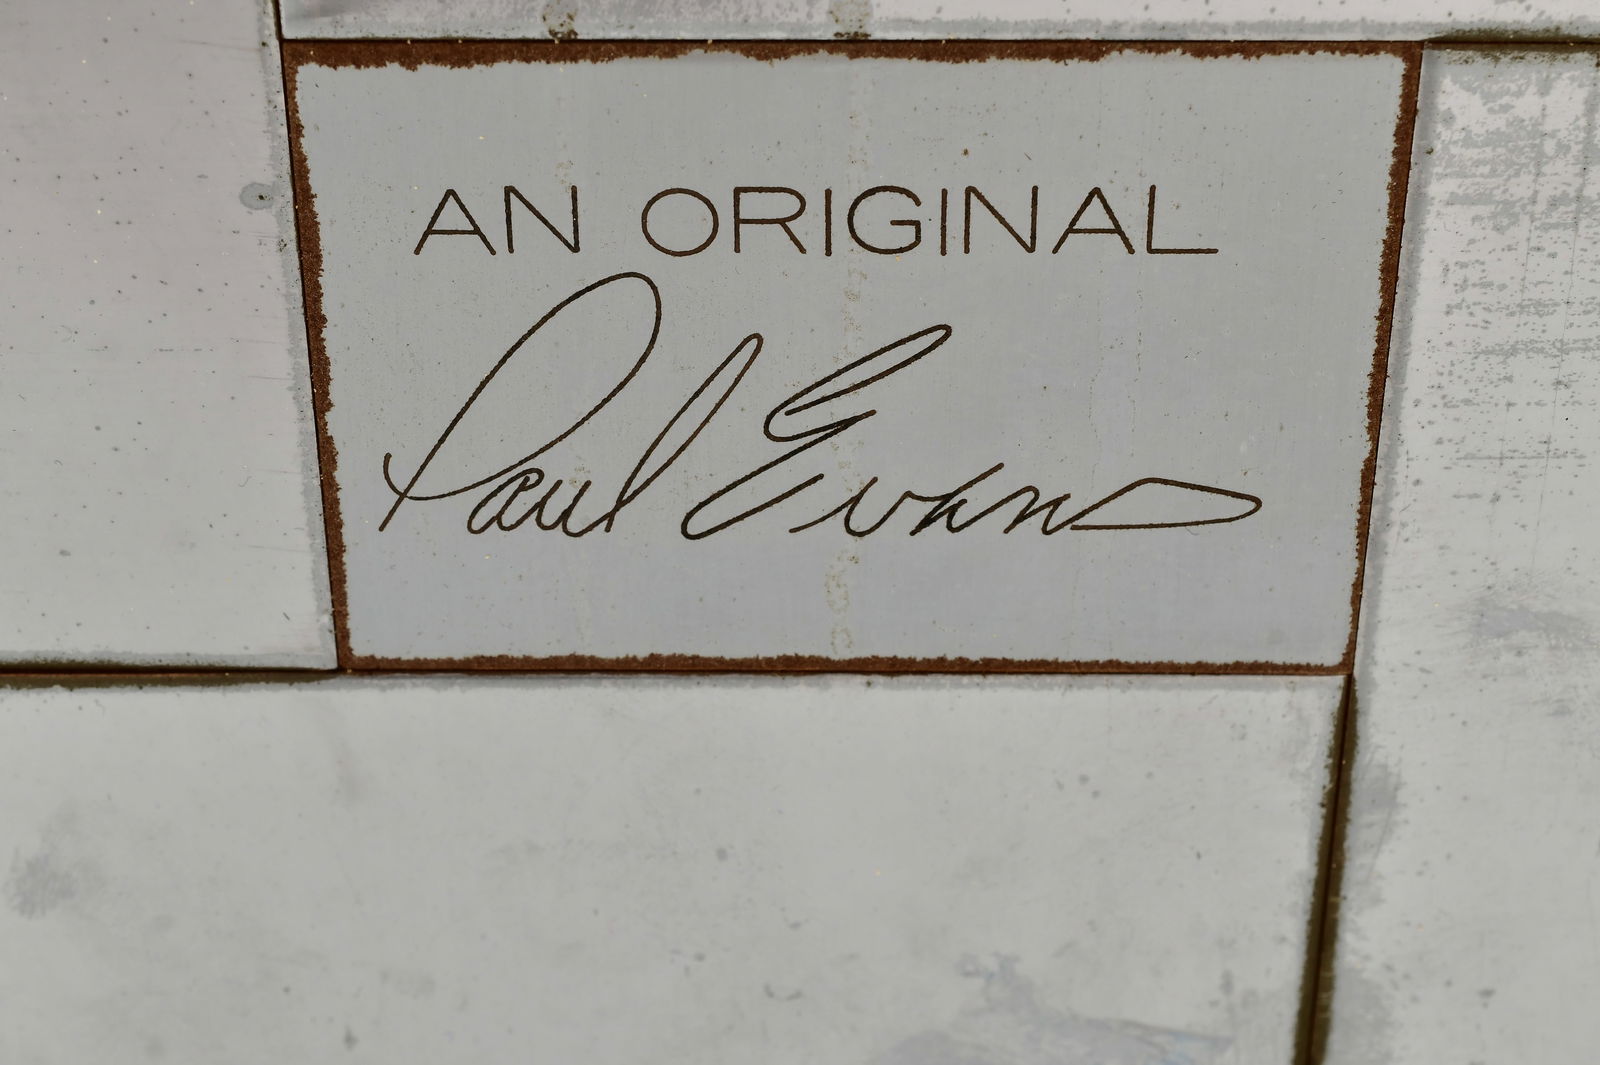 AN ORIGINAL
Paul Evans